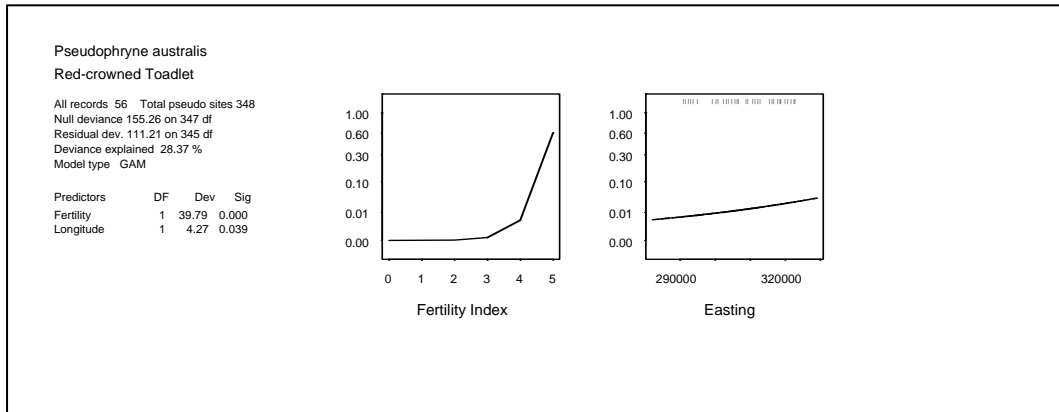 Pseudophryne australis
Red-crowned Toadlet
All records 56 Total pseudo sites 348
Null deviance 155.26 on 347 df
Residual dev. 111.21 on 345 df
Deviance explained 28.37 %
Model type GAM
Predictors DF Dev Sig
Fertility 1 39.79 0.000
Longitude 1 4.27 0.039
1.00
0.60
0.30
0.10
0.01
0.00
0 1 2 3 4 5
Fertility Index
1.00
0.60
0.30
0.10
0.01
0.00
290000 320000
Easting